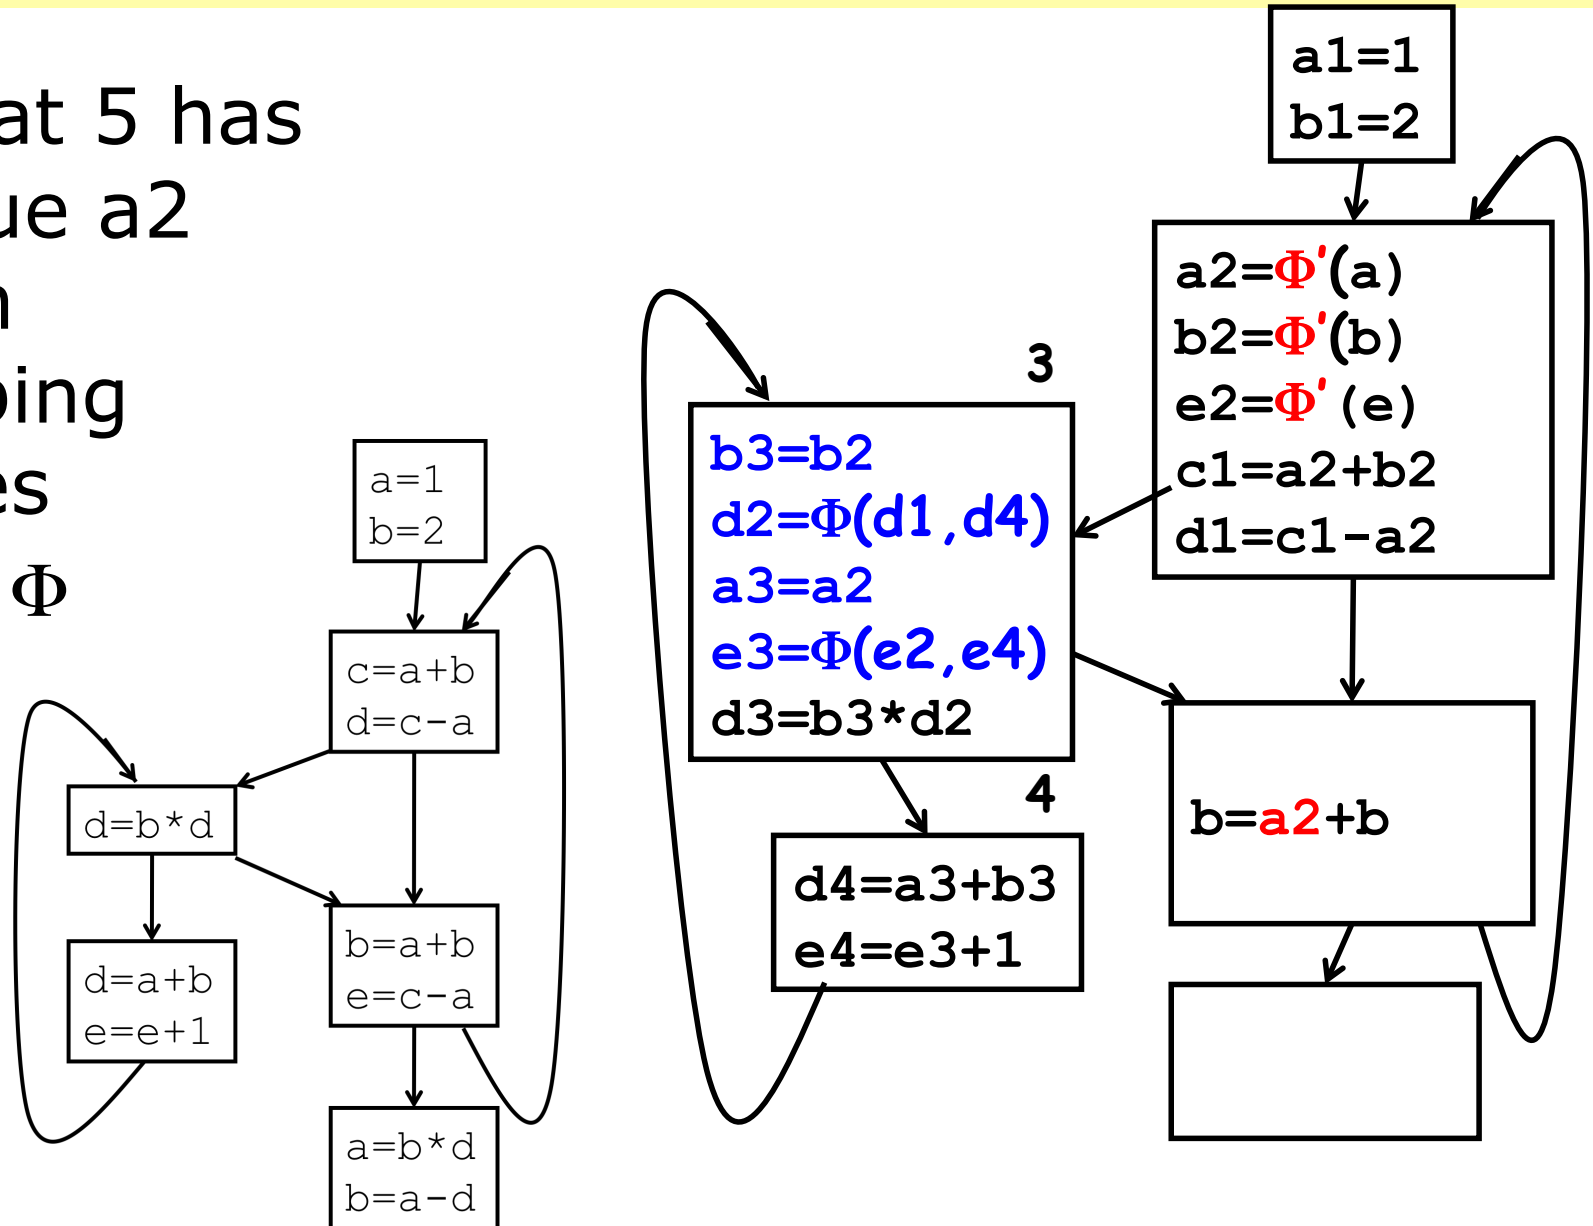 at 5 has
ue a2
ing
es
Φ
a=1
b=2
c=a+b
d=c-a
d=b*d
d=a+b
e=e+1
b=a+b
e=c-a
a=b*d
b=a-d
a1=1
b1=2
a2=Φ'(a)
b2=Φ'(b)
e2=Φ'(e)
c1=a2+b2
d1=c1-a2
3
b3=b2
d2=Φ(d1,d4)
a3=a2
e3=Φ(e2,e4)
d3=b3*d2
4
d4=a3+b3
e4=e3+1
b=a2+b